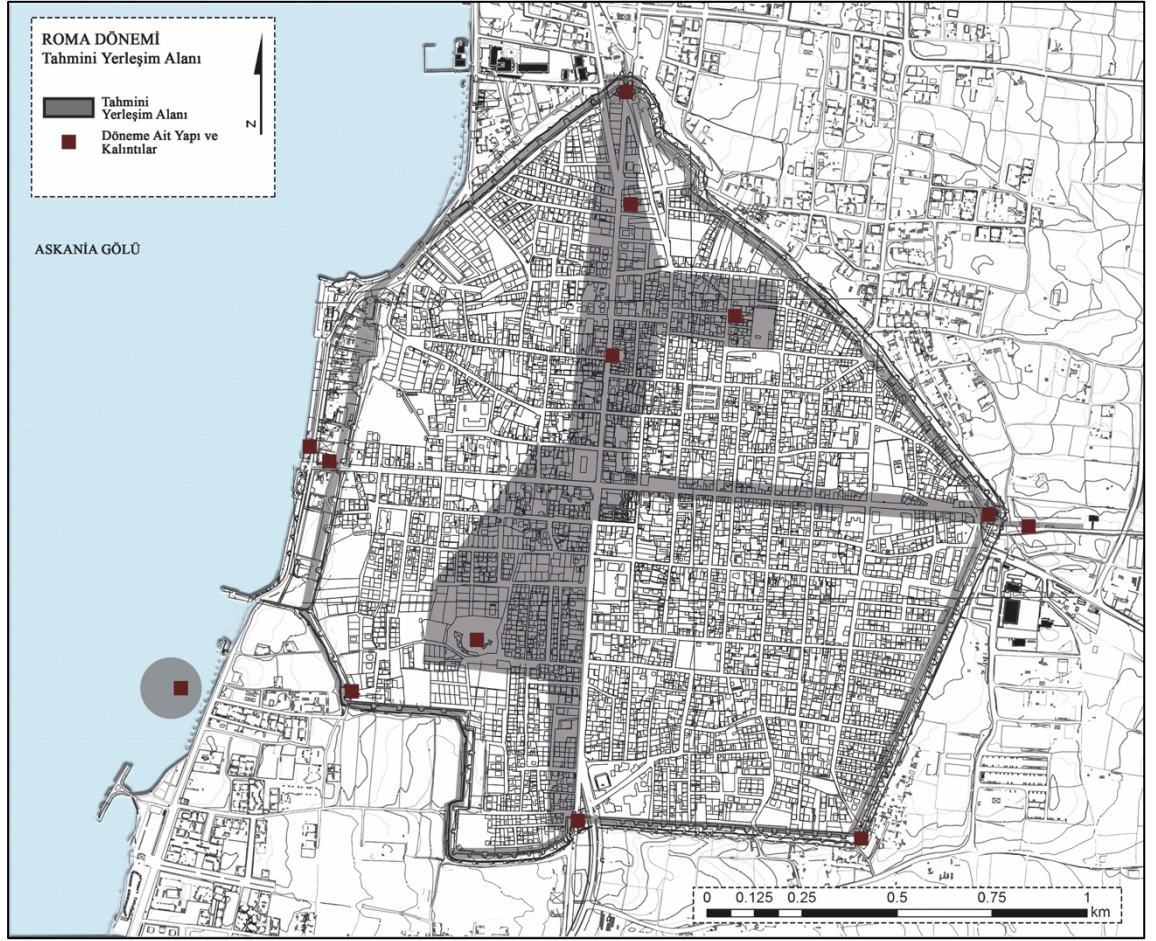 ROMA DÖNEMİ
Tahmini Yerleşim Alanı
Tahmini
Yerleşim Alanı
Döneme Ait Yapı ve
Kalıntılar
N
ASKANİA GÖLÜ
0 0.125 0.25 0.5 0.75 1
km